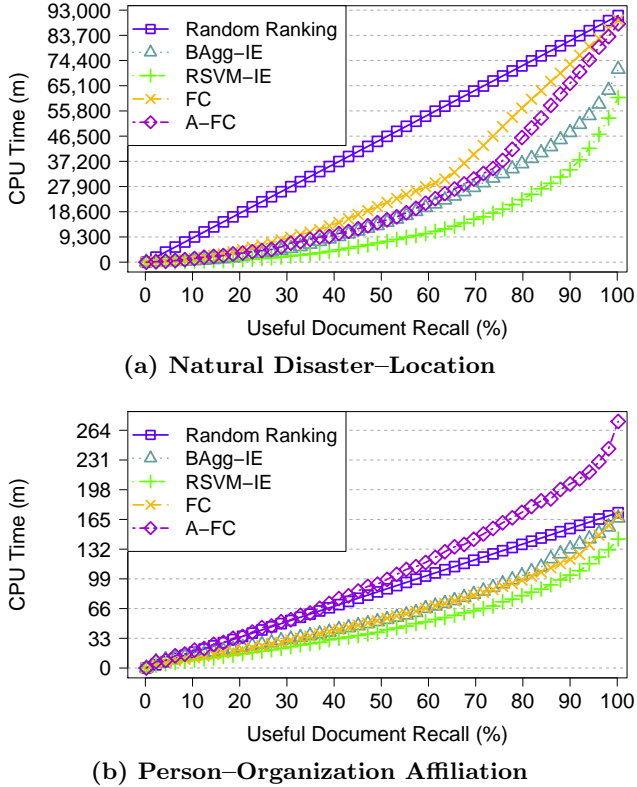 93,000
83,700
74,400
65,100
55,800
46,500
37,200
27,900
18,600
9,300
0
CPU Time (m)
Random Ranking
BAgg–IE
RSVM–IE
FC
A–FC
0 10 20 30 40 50 60 70 80 90 100
Useful Document Recall (%)
(a) Natural Disaster–Location
264
231
198
165
132
99
66
33
0
CPU Time (m)
Random Ranking
BAgg–IE
RSVM–IE
FC
A–FC
0 10 20 30 40 50 60 70 80 90 100
Useful Document Recall (%)
(b) Person–Organization Affiliation